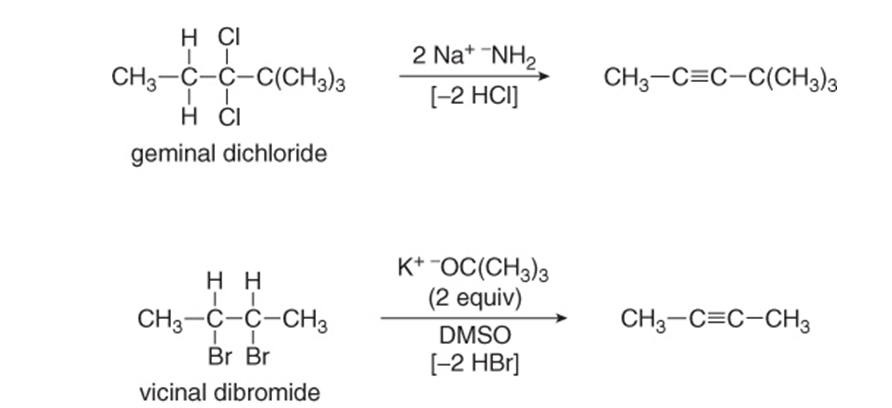 H Cl
CH₃–C–C–C(CH₃)₃
H Cl
geminal dichloride
2 Na⁺ ⁻NH₂
[–2 HCl]
CH₃–C≡C–C(CH₃)₃
H H
CH₃–C–C–CH₃
Br Br
vicinal dibromide
K⁺ ⁻OC(CH₃)₃
(2 equiv)
DMSO
[–2 HBr]
CH₃–C≡C–CH₃